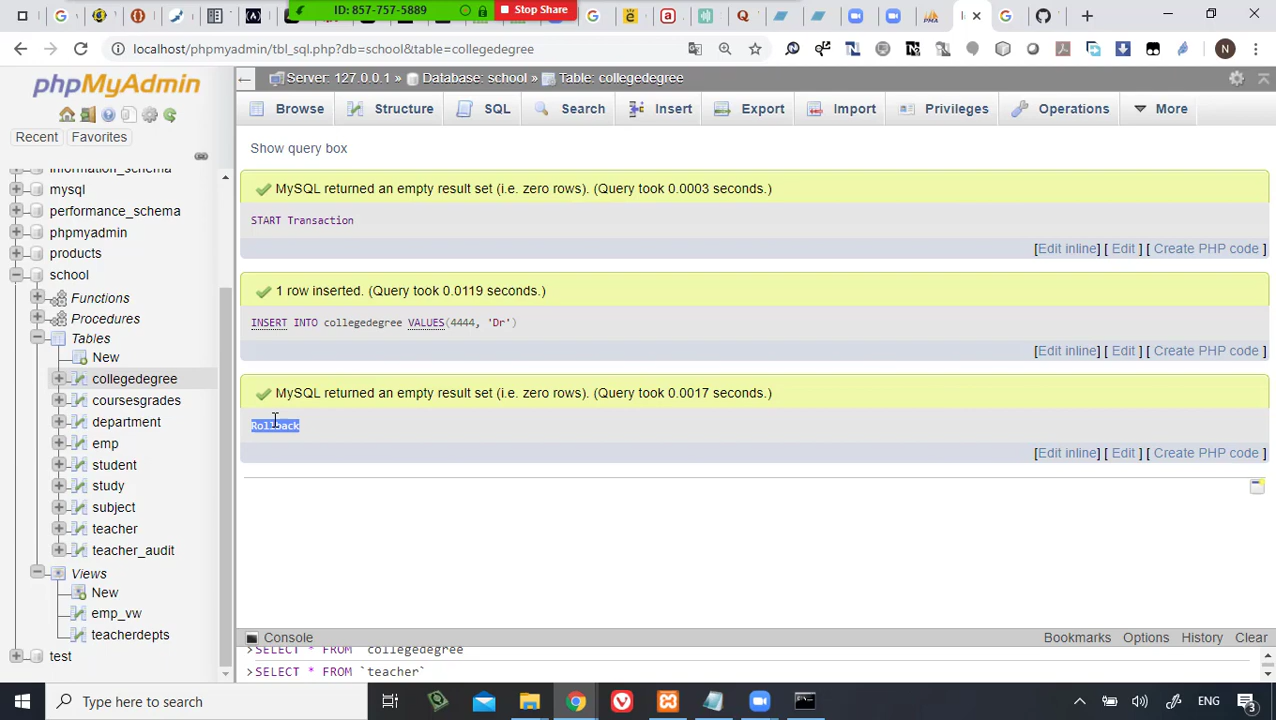 ID: 857-757-5889
Stop Share
localhost/phpmyadmin/tbl_sql.php?db=school&table=collegedegree
N
phpMyAdmin
Recent
Favorites
information_schema
mysql
performance_schema
phpmyadmin
products
school
Functions
Procedures
Tables
New
collegedegree
coursesgrades
department
emp
student
study
subject
teacher
teacher_audit
Views
New
emp_vw
teacherdepts
test
Server: 127.0.0.1 » Database: school » Table: collegedegree
Browse Structure SQL Search Insert Export Import Privileges Operations More
Show query box
MySQL returned an empty result set (i.e. zero rows). (Query took 0.0003 seconds.)
START Transaction
[Edit inline] [ Edit ] [ Create PHP code ]
1 row inserted. (Query took 0.0119 seconds.)
INSERT INTO collegedegree VALUES(4444, 'Dr')
[Edit inline] [ Edit ] [ Create PHP code ]
MySQL returned an empty result set (i.e. zero rows). (Query took 0.0017 seconds.)
Rollback
[Edit inline] [ Edit ] [ Create PHP code ]
Console
Bookmarks Options History Clear
>SELECT * FROM `collegedegree`
>SELECT * FROM `teacher`
Type here to search
ENG
3